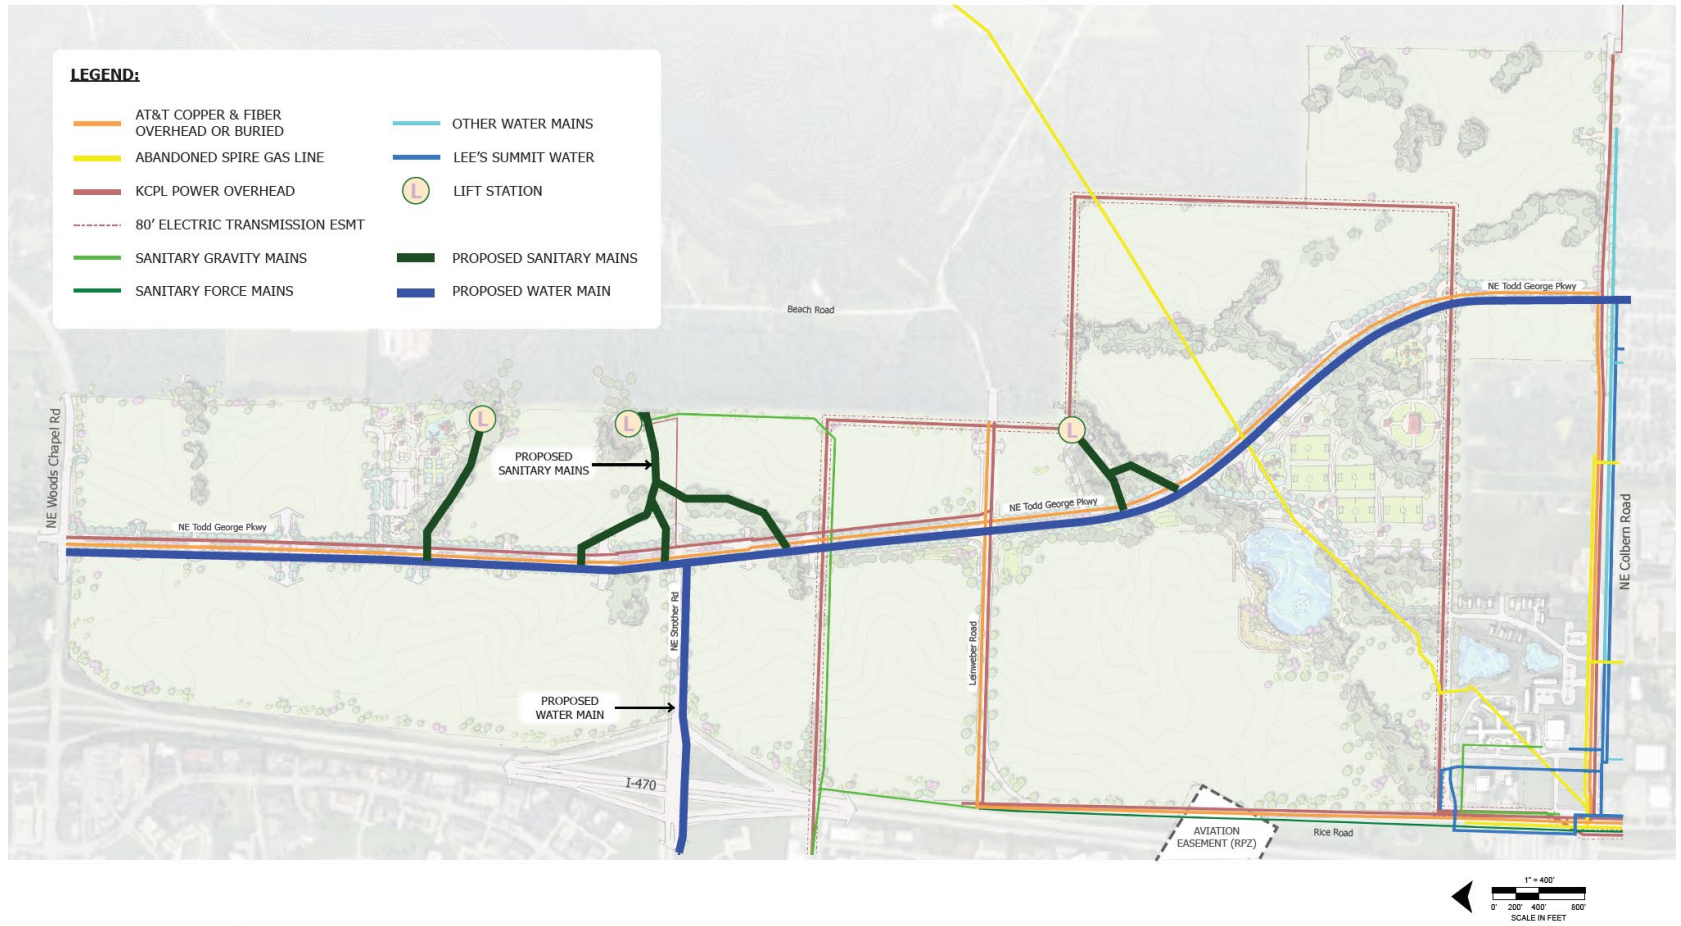 LEGEND:
AT&T COPPER & FIBER
OVERHEAD OR BURIED
ABANDONED SPIRE GAS LINE
KCPL POWER OVERHEAD
80' ELECTRIC TRANSMISSION ESMT
SANITARY GRAVITY MAINS
SANITARY FORCE MAINS
OTHER WATER MAINS
LEE'S SUMMIT WATER
L
LIFT STATION
PROPOSED SANITARY MAINS
PROPOSED WATER MAIN
Beach Road
NE Todd George Pkwy
NE Woods Chapel Rd
L
L
L
PROPOSED
SANITARY MAINS
NE Todd George Pkwy
NE Todd George Pkwy
NE Colbern Road
NE Strother Rd
Leinweber Road
PROPOSED
WATER MAIN
I-470
AVIATION
EASEMENT (RPZ)
Rice Road
1" = 400'
0' 200' 400' 800'
SCALE IN FEET